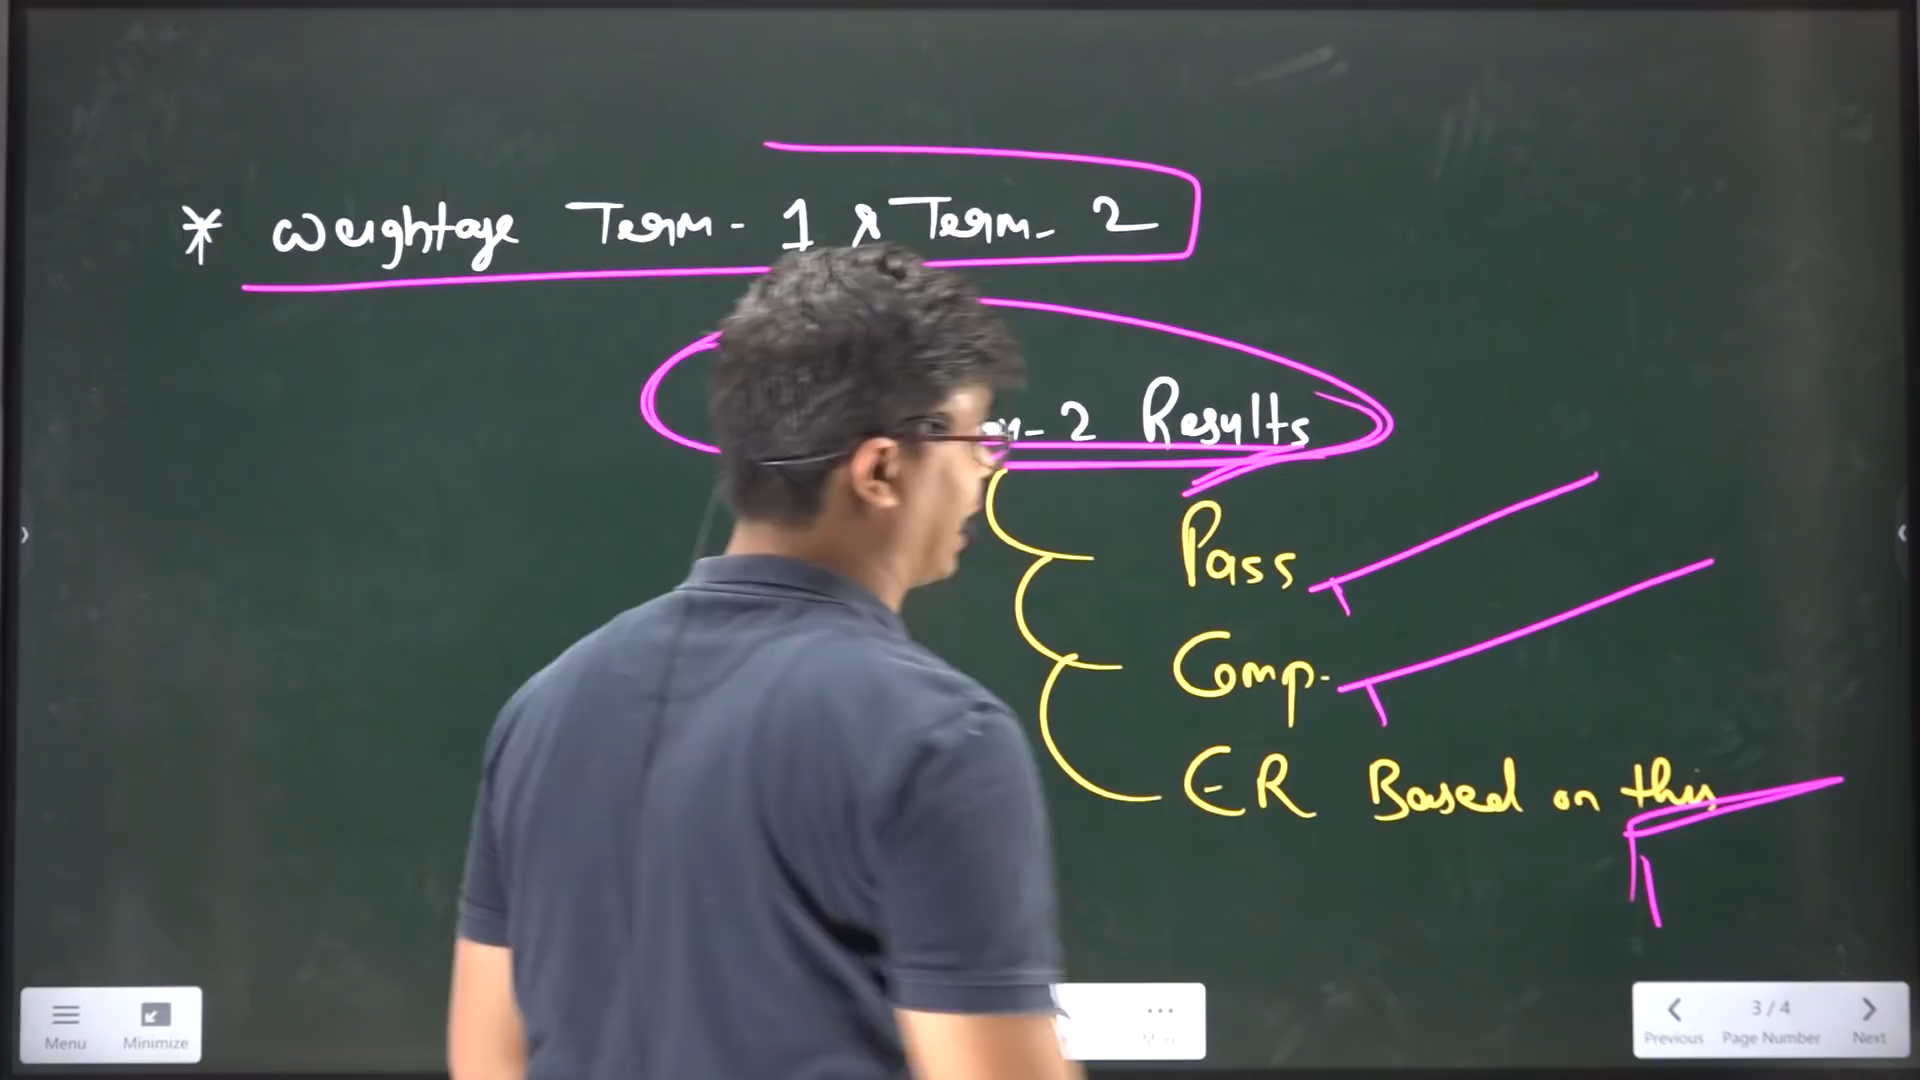 * Weightage Term - 1 & Term - 2
- 2 Results
Pass
Comp.
ER Based on this
Menu
Minimize
3 / 4
Previous
Page Number
Next